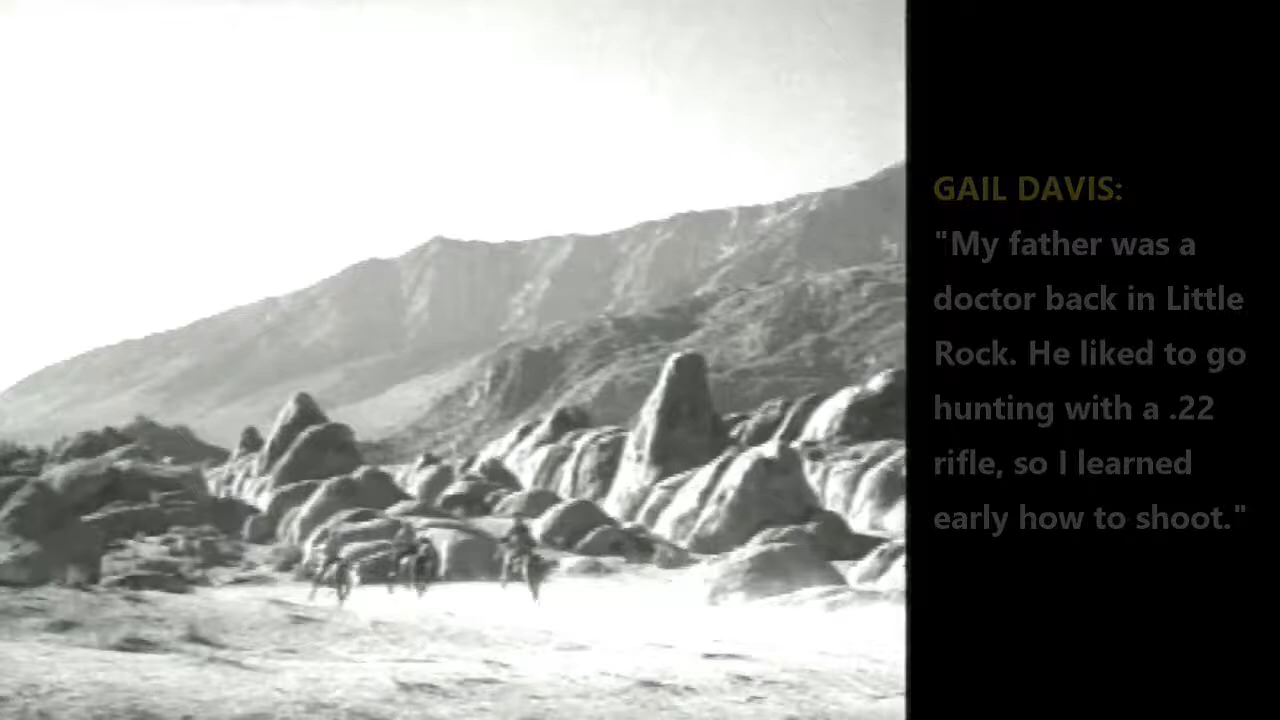 GAIL DAVIS:
"My father was a
doctor back in Little
Rock. He liked to go
hunting with a .22
rifle, so I learned
early how to shoot."